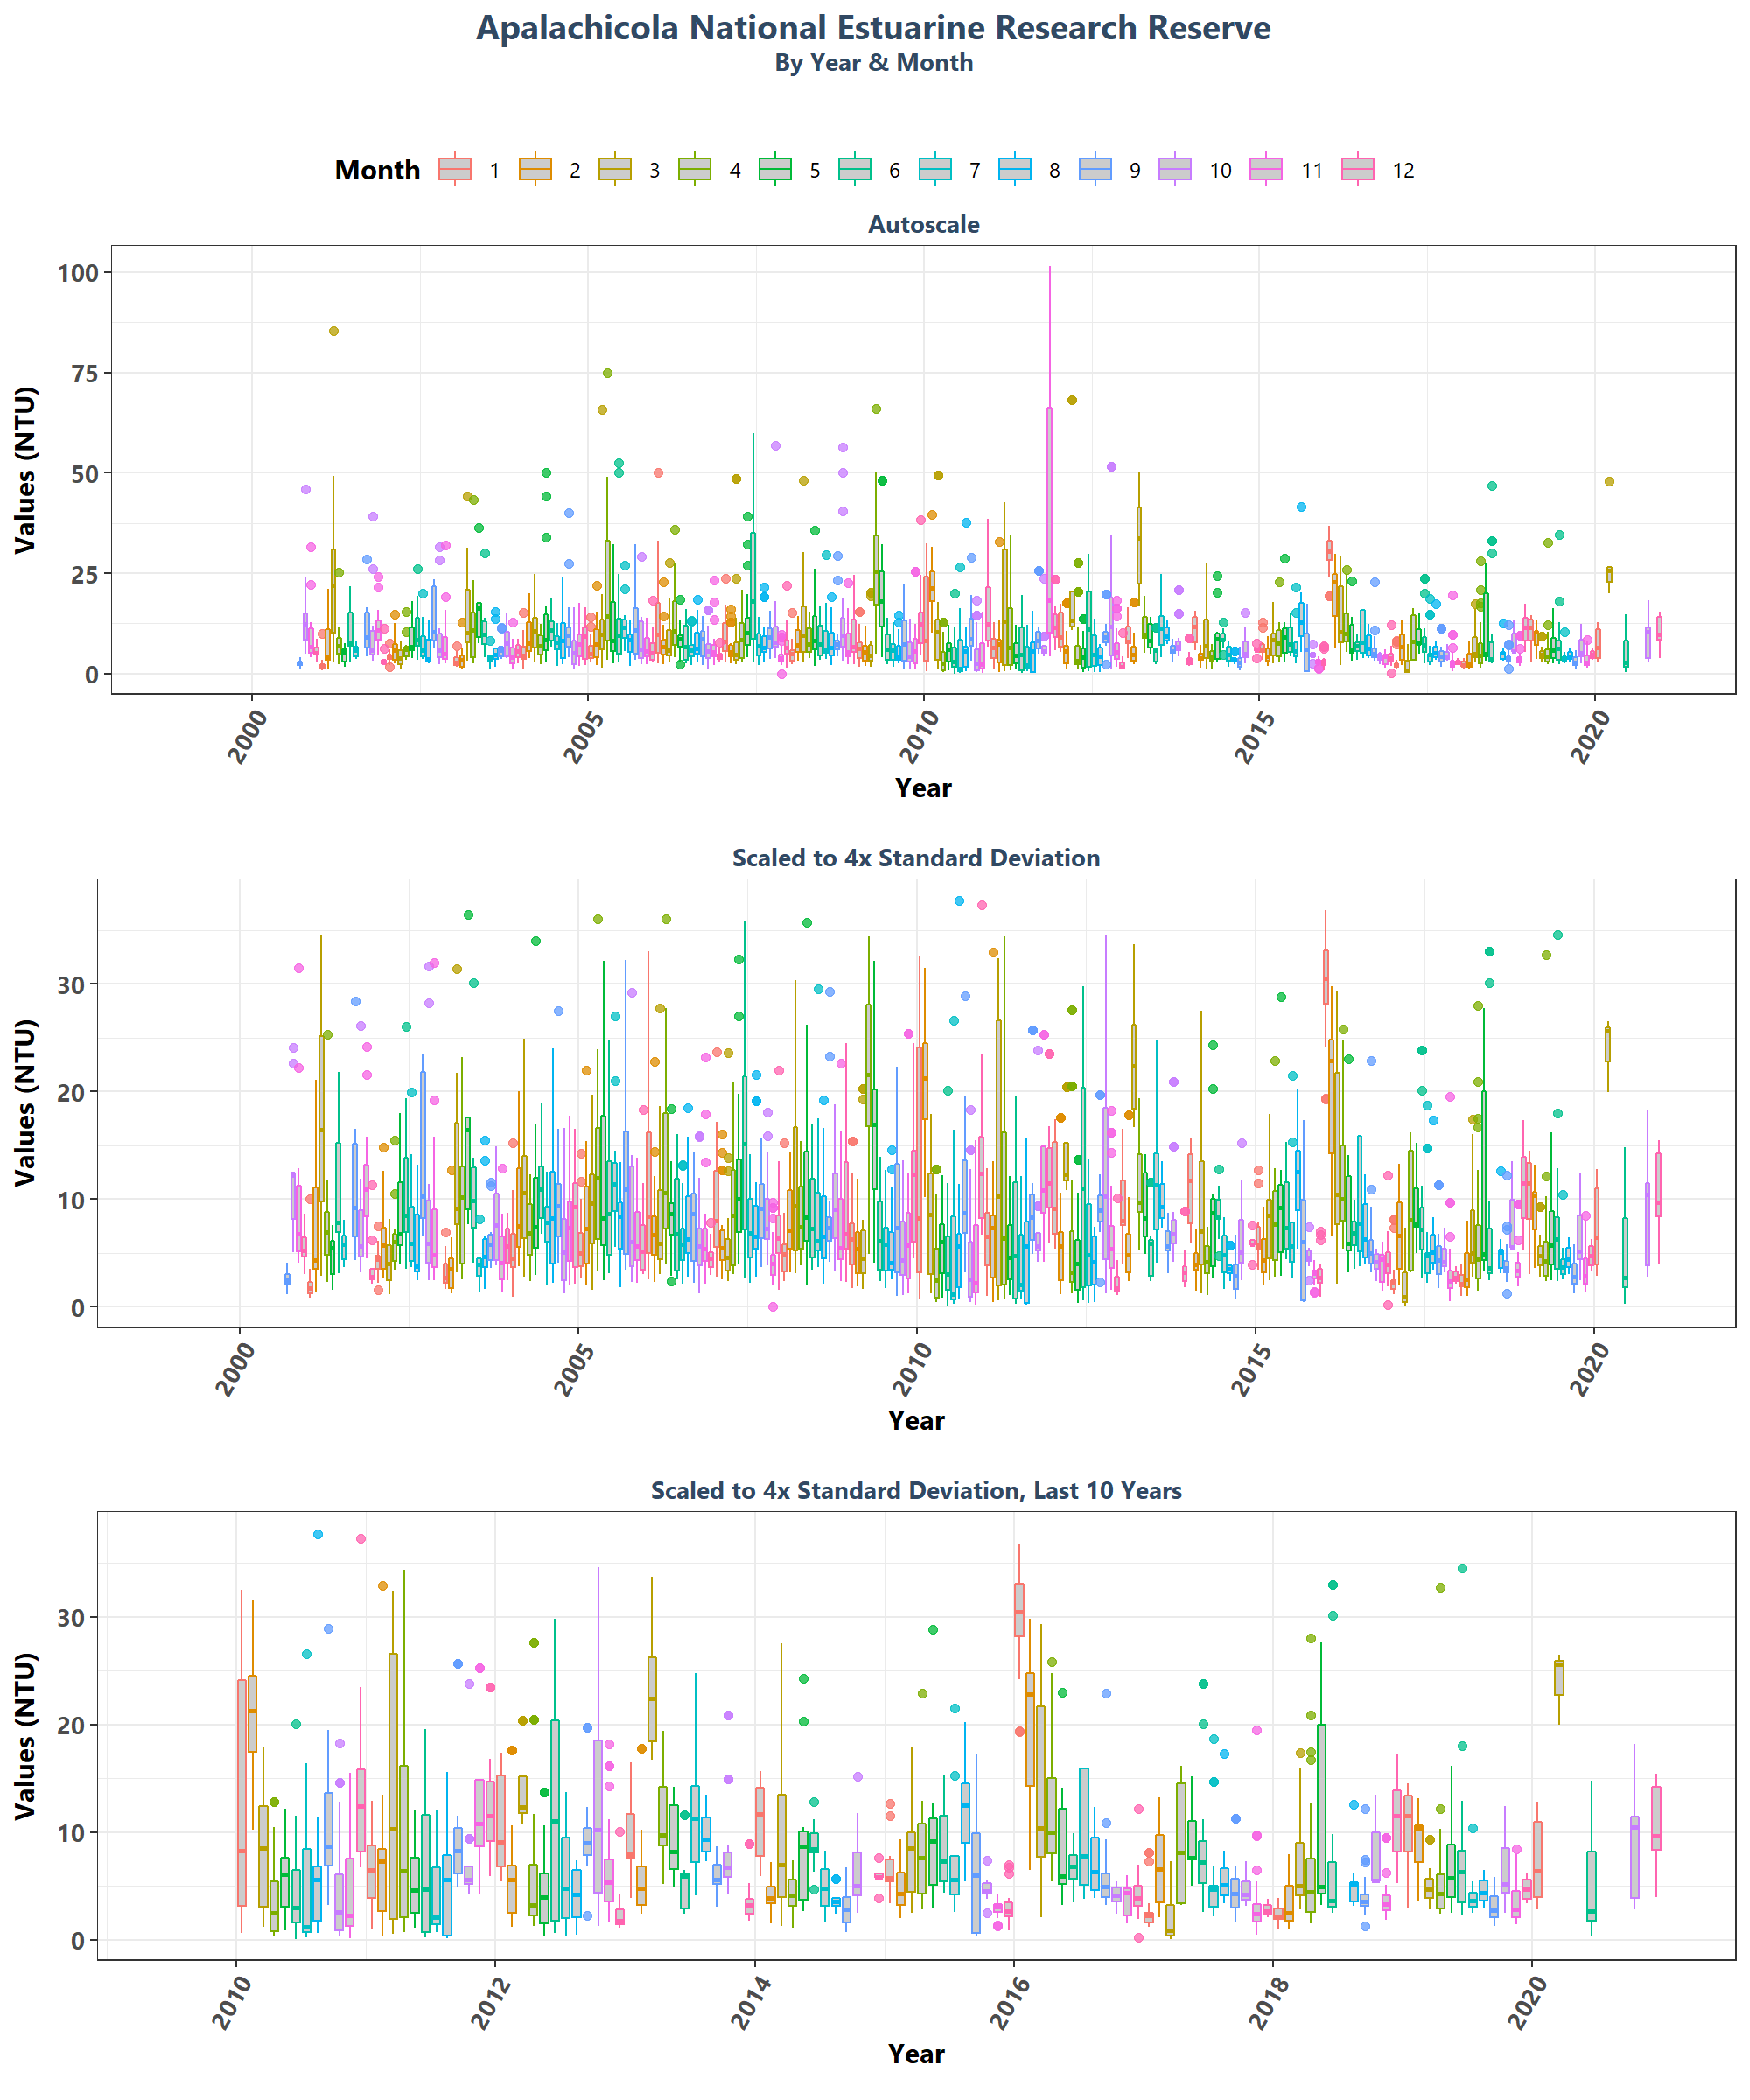 Apalachicola National Estuarine Research Reserve
By Year & Month
Month 1 2 3 4 5 6 7 8 9 10 11 12
Autoscale
Values (NTU)
100
75
50
25
0
2000 2005 2010 2015 2020
Year
Scaled to 4x Standard Deviation
Values (NTU)
30
20
10
0
2000 2005 2010 2015 2020
Year
Scaled to 4x Standard Deviation, Last 10 Years
Values (NTU)
30
20
10
0
2010 2012 2014 2016 2018 2020
Year